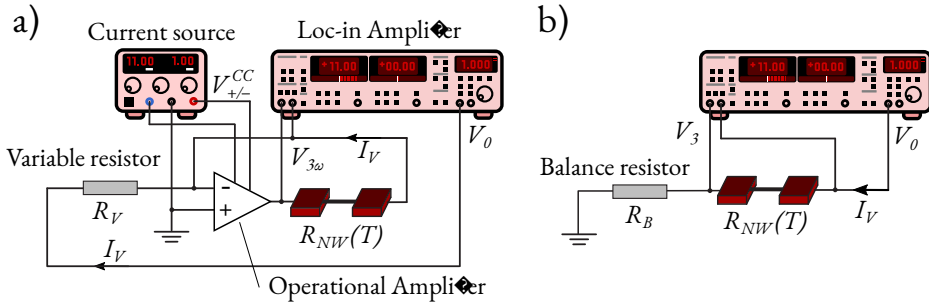 a)
Current source
Loc-in Ampli�er
11.00 1.00
*11.00 *00.00 1.000
V+/-CC
V0
Variable resistor
V3ω
IV
RV
-
+
RNW(T)
IV
Operational Ampli�er
b)
*11.00 *00.00 1.000
V3
V0
Balance resistor
IV
RB
RNW(T)